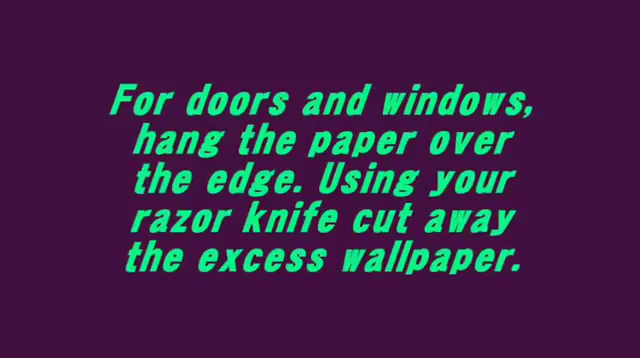 For doors and windows,
hang the paper over
the edge. Using your
razor knife cut away
the excess wallpaper.